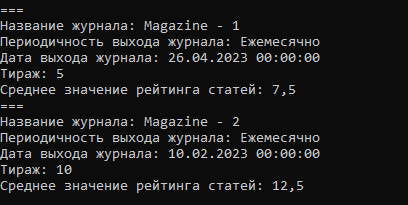 ===
Название журнала: Magazine - 1
Периодичность выхода журнала: Ежемесячно
Дата выхода журнала: 26.04.2023 00:00:00
Тираж: 5
Среднее значение рейтинга статей: 7,5
===
Название журнала: Magazine - 2
Периодичность выхода журнала: Ежемесячно
Дата выхода журнала: 10.02.2023 00:00:00
Тираж: 10
Среднее значение рейтинга статей: 12,5